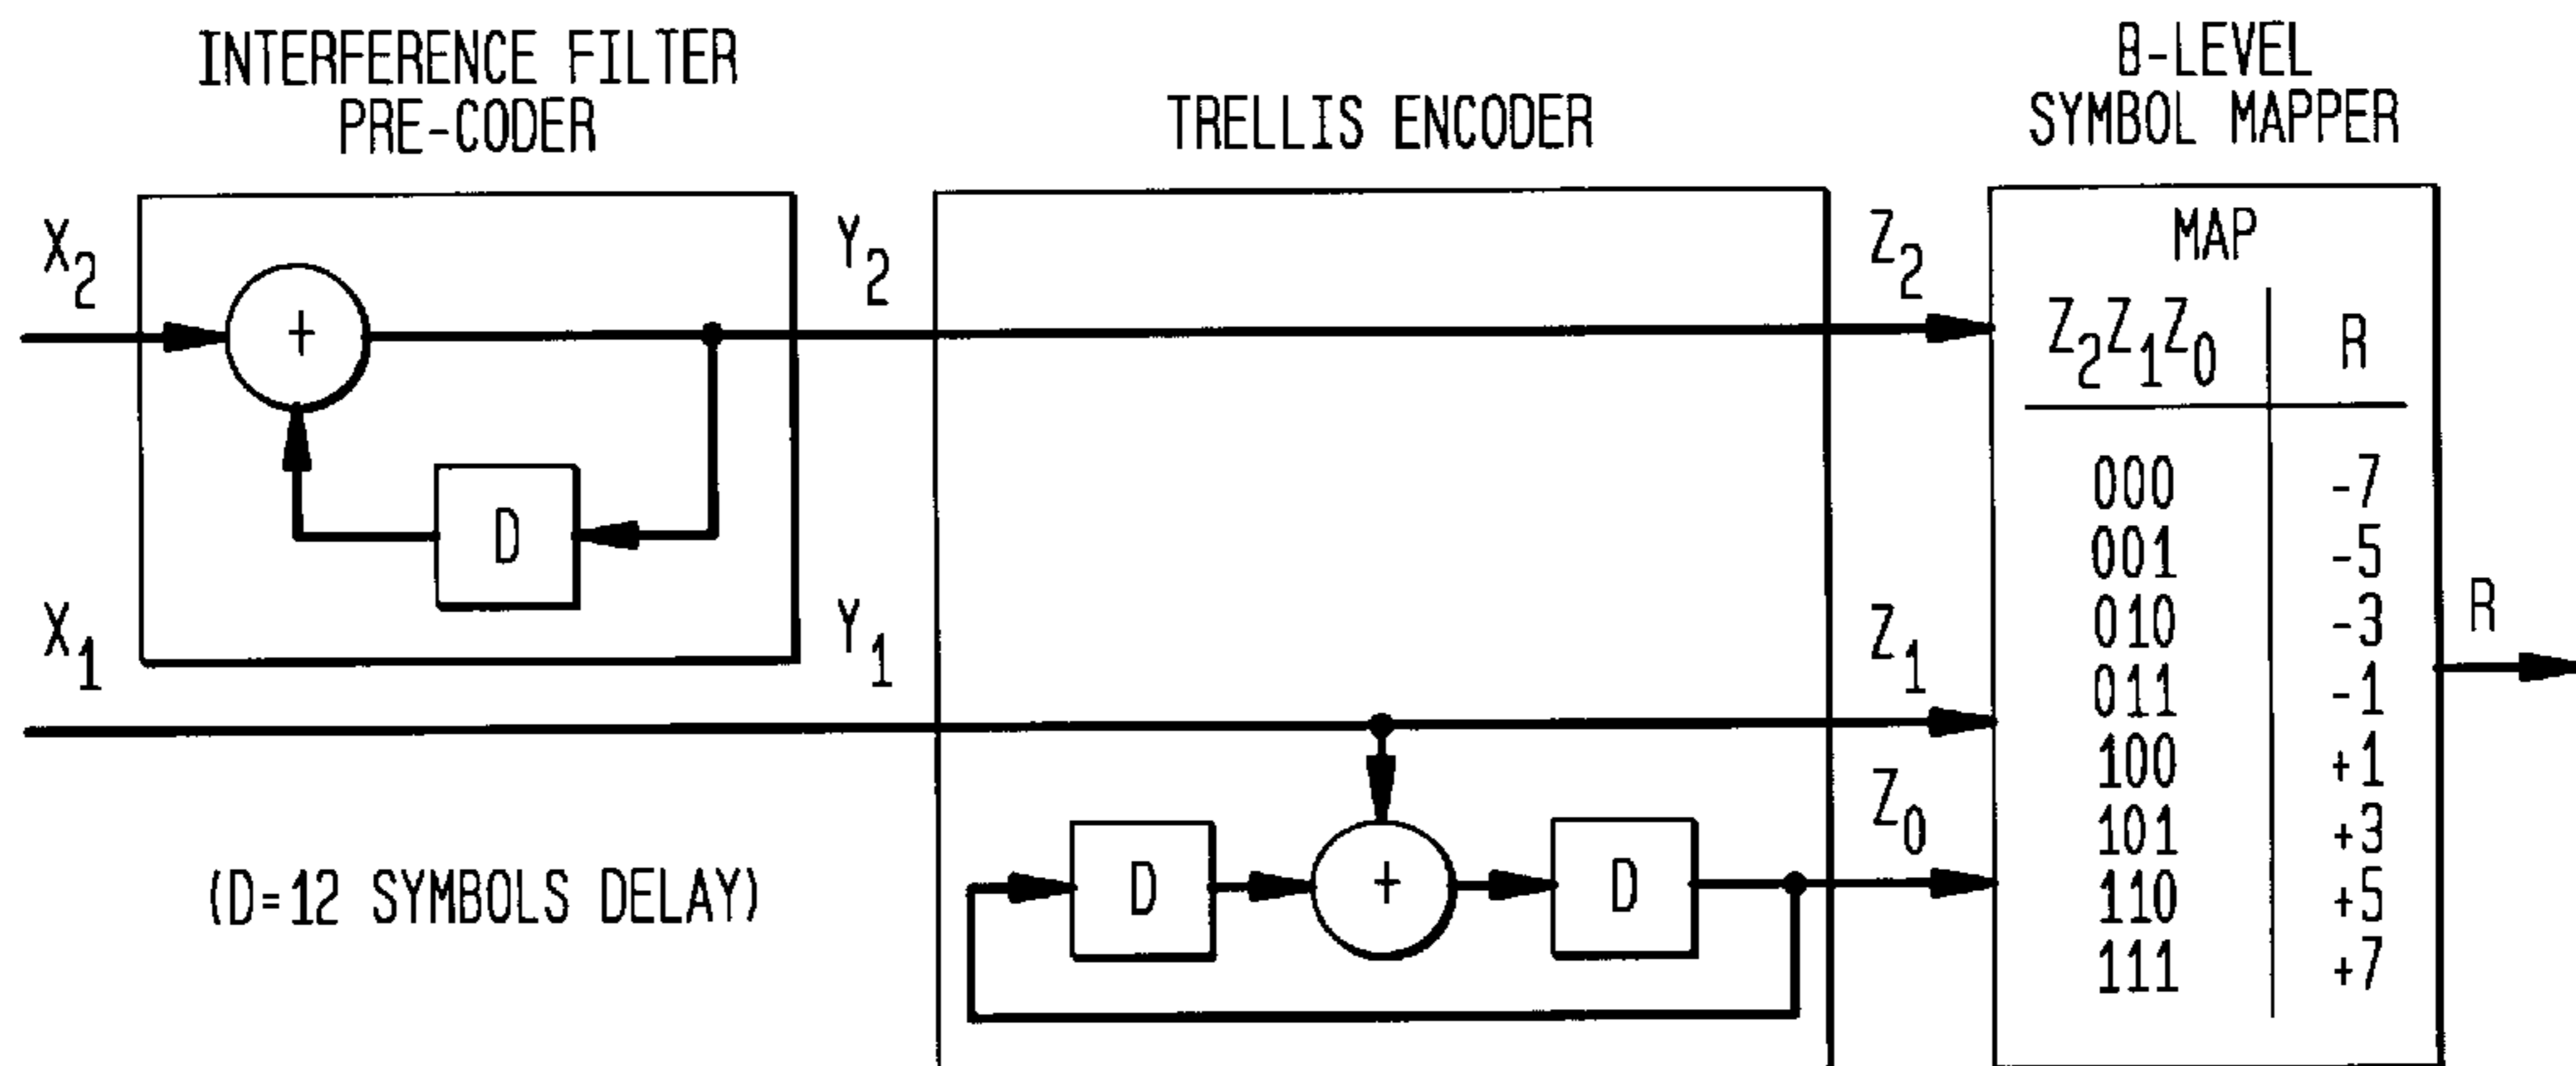 INTERFERENCE FILTER
PRE-CODER
TRELLIS ENCODER
8-LEVEL
SYMBOL MAPPER
X2
Y2
Z2
+
D
X1
Y1
Z1
Z0
D
+
D
(D=12 SYMBOLS DELAY)
MAP
Z2Z1Z0 R
000 -7
001 -5
010 -3
011 -1
100 +1
101 +3
110 +5
111 +7
R